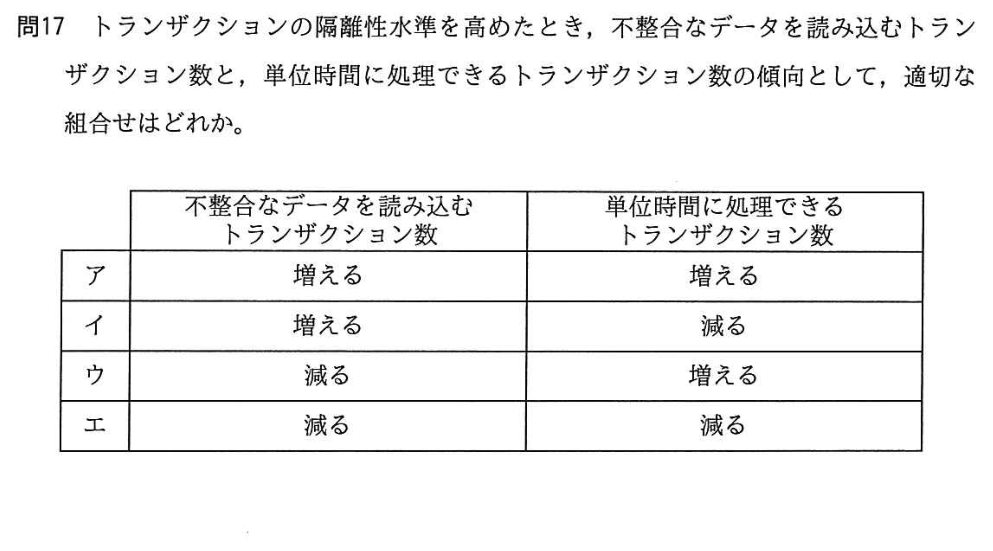 問17　トランザクションの隔離性水準を高めたとき，不整合なデータを読み込むトラン
ザクション数と，単位時間に処理できるトランザクション数の傾向として，適切な
組合せはどれか。
不整合なデータを読み込む
トランザクション数
単位時間に処理できる
トランザクション数
ア 増える 増える
イ 増える 減る
ウ 減る 増える
エ 減る 減る